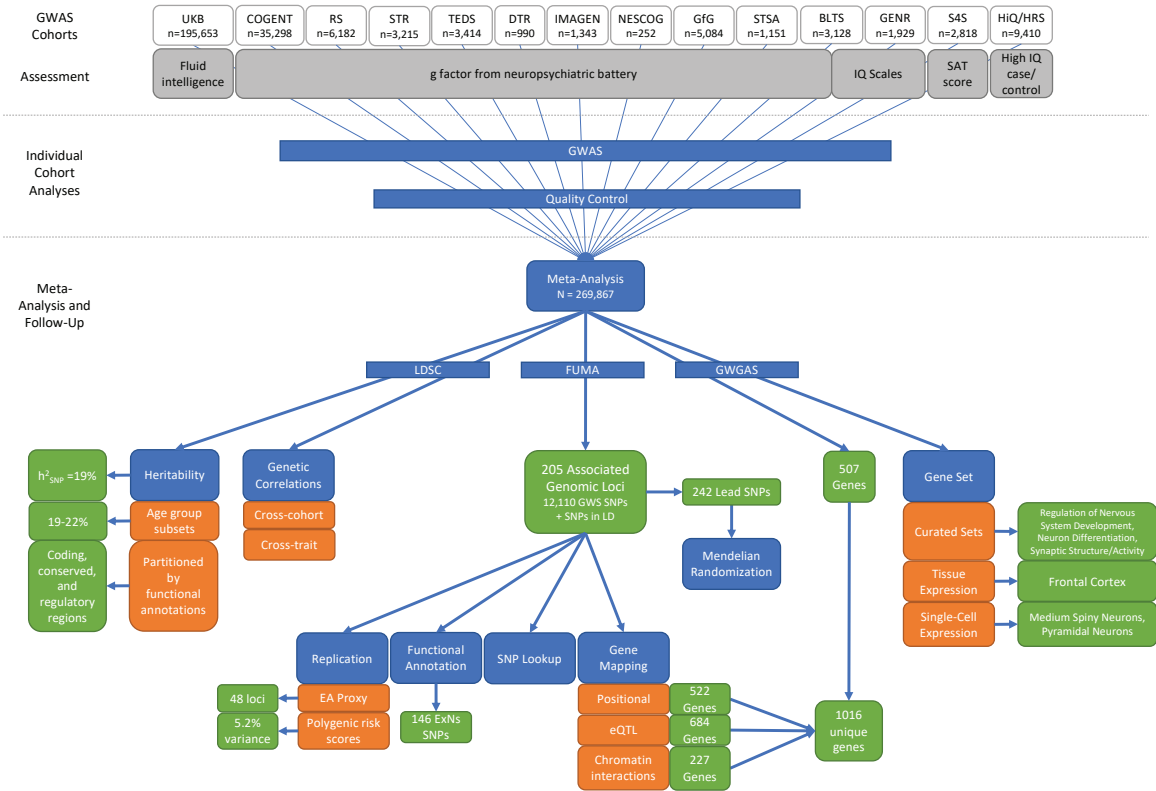 GWAS
Cohorts
UKB
n=195,653
COGENT
n=35,298
RS
n=6,182
STR
n=3,215
TEDS
n=3,414
DTR
n=990
IMAGEN
n=1,343
NESCOG
n=252
GfG
n=5,084
STSA
n=1,151
BLTS
n=3,128
GENR
n=1,929
S4S
n=2,818
HiQ/HRS
n=9,410
Assessment
Fluid
intelligence
g factor from neuropsychiatric battery
IQ Scales
SAT
score
High IQ
case/
control
Individual
Cohort
Analyses
GWAS
Quality Control
Meta-
Analysis and
Follow-Up
Meta-Analysis
N = 269,867
LDSC
FUMA
GWGAS
h²SNP =19%
Heritability
19-22%
Age group
subsets
Coding,
conserved,
and
regulatory
regions
Partitioned
by
functional
annotations
Genetic
Correlations
Cross-cohort
Cross-trait
205 Associated
Genomic Loci
12,110 GWS SNPs
+ SNPs in LD
242 Lead SNPs
Mendelian
Randomization
507
Genes
Gene Set
Curated Sets
Regulation of Nervous
System Development,
Neuron Differentiation,
Synaptic Structure/Activity
Tissue
Expression
Frontal Cortex
Single-Cell
Expression
Medium Spiny Neurons,
Pyramidal Neurons
Replication
Functional
Annotation
SNP Lookup
Gene
Mapping
48 loci
EA Proxy
5.2%
variance
Polygenic risk
scores
146 ExNs
SNPs
Positional
522
Genes
eQTL
684
Genes
Chromatin
interactions
227
Genes
1016
unique
genes